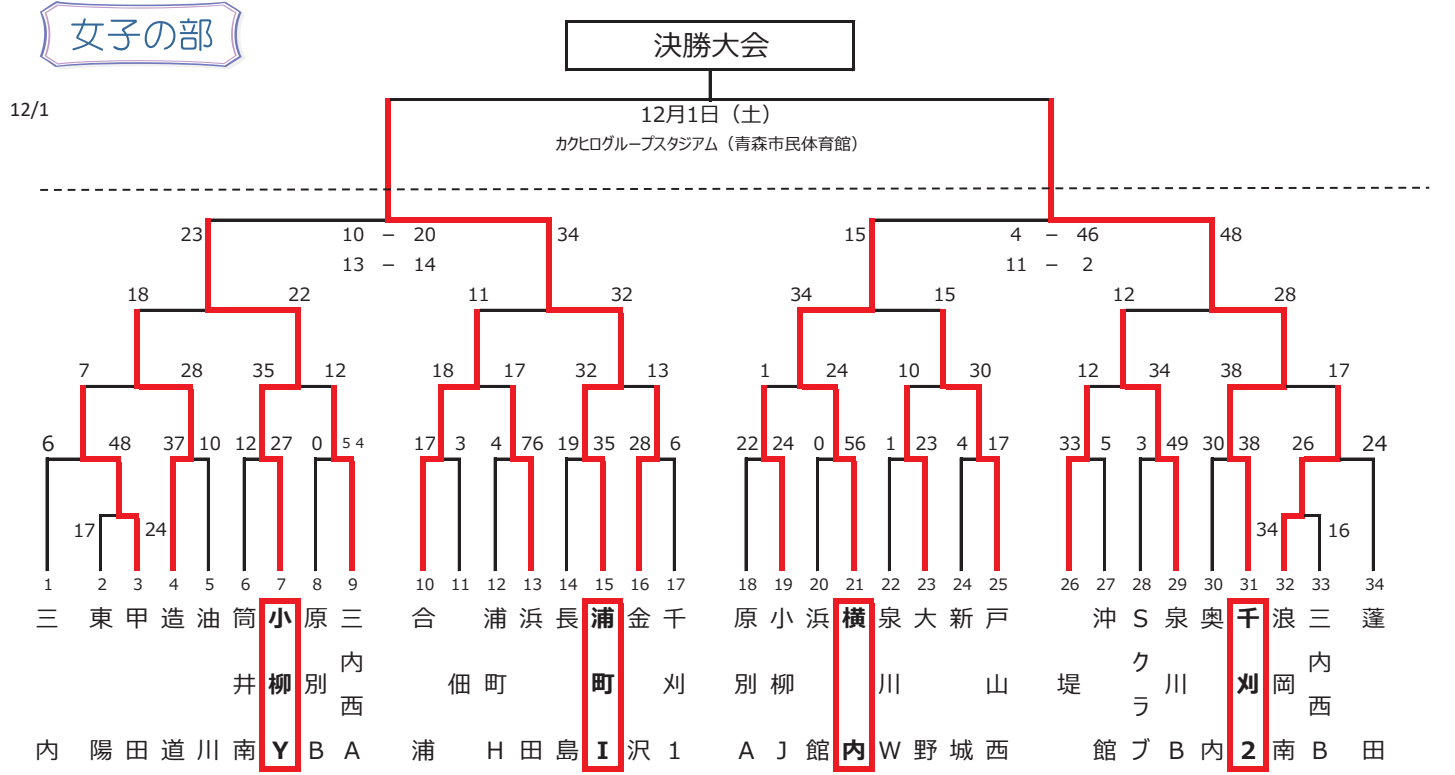 女子の部
決勝大会
12/1
12月1日（土）
カクヒログループスタジアム（青森市民体育館）
23 10 － 20 34 15 4 － 46 48
13 － 14 11 － 2
18 22 11 32 34 15 12 28
7 28 35 12 18 17 32 13 1 24 10 30 12 34 38 17
6 48 37 10 12 27 0 5 4 17 3 4 76 19 35 28 6 22 24 0 56 1 23 4 17 33 5 3 49 30 38 26 24
17 24 34 16
1 2 3 4 5 6 7 8 9 10 11 12 13 14 15 16 17 18 19 20 21 22 23 24 25 26 27 28 29 30 31 32 33 34
三内
東陽
甲田
造道
油川
筒井南
小柳Y
原別B
三内西A
合浦
佃
浦町H
浜田
長島
浦町I
金沢
千刈1
原別A
小柳J
浜館
横内
泉川W
大野
新城
戸山西
堤
沖館
Sクラブ
泉川B
奥内
千刈2
浪岡南
三内西B
蓬田